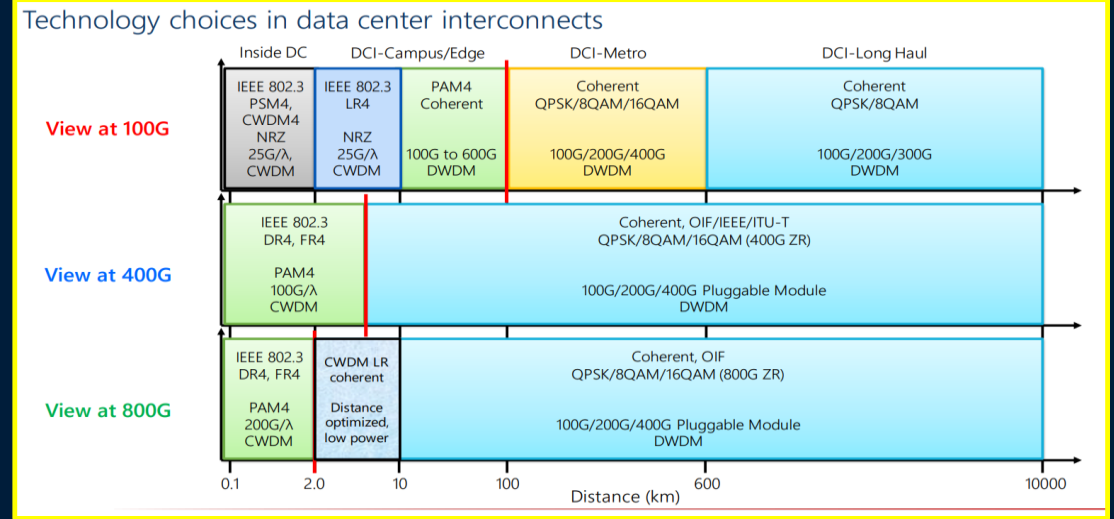 Technology choices in data center interconnects
Inside DC
DCI-Campus/Edge
DCI-Metro
DCI-Long Haul
View at 100G
IEEE 802.3
PSM4,
CWDM4
NRZ
25G/λ,
CWDM
IEEE 802.3
LR4
NRZ
25G/λ
CWDM
PAM4
Coherent
100G to 600G
DWDM
Coherent
QPSK/8QAM/16QAM
100G/200G/400G
DWDM
Coherent
QPSK/8QAM
100G/200G/300G
DWDM
View at 400G
IEEE 802.3
DR4, FR4
PAM4
100G/λ
CWDM
Coherent, OIF/IEEE/ITU-T
QPSK/8QAM/16QAM (400G ZR)
100G/200G/400G Pluggable Module
DWDM
View at 800G
IEEE 802.3
DR4, FR4
PAM4
200G/λ
CWDM
CWDM LR
coherent
Distance
optimized,
low power
Coherent, OIF
QPSK/8QAM/16QAM (800G ZR)
100G/200G/400G Pluggable Module
DWDM
0.1
2.0
10
100
600
10000
Distance (km)